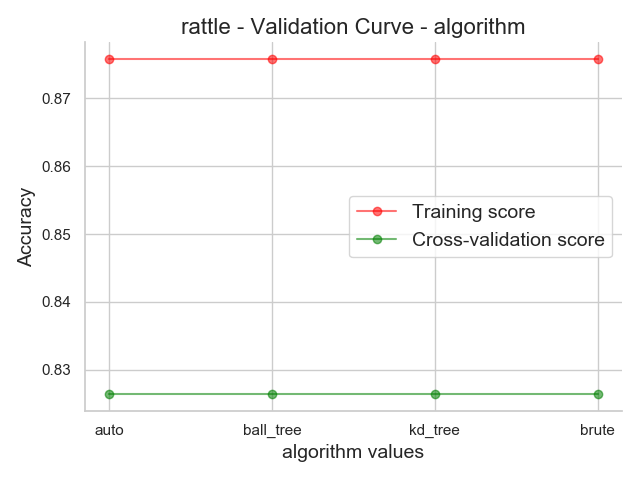 rattle - Validation Curve - algorithm
Accuracy
0.87
0.86
0.85
0.84
0.83
Training score
Cross-validation score
auto
ball_tree
kd_tree
brute
algorithm values